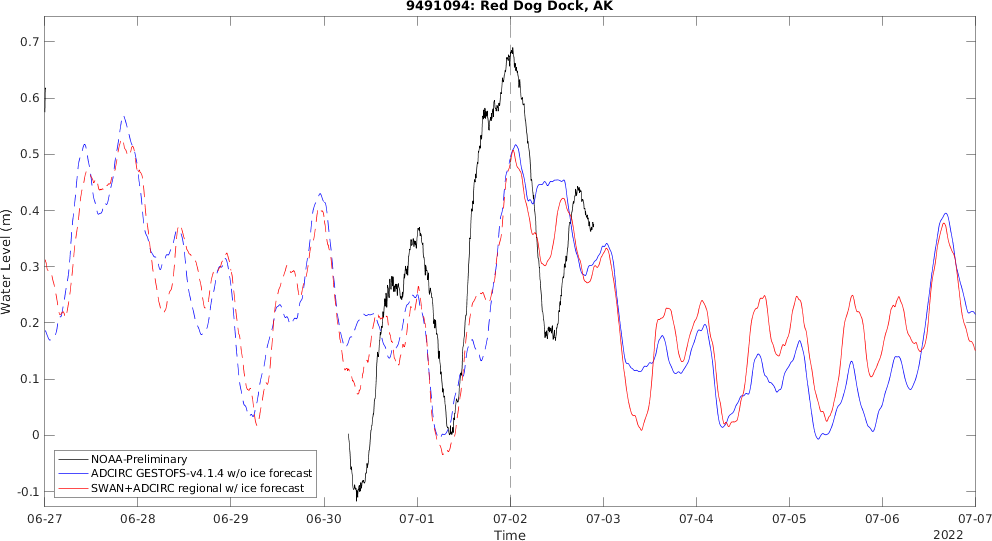 9491094: Red Dog Dock, AK
Water Level (m)
0.7
0.6
0.5
0.4
0.3
0.2
0.1
0
-0.1
NOAA-Preliminary
ADCIRC GESTOFS-v4.1.4 w/o ice forecast
SWAN+ADCIRC regional w/ ice forecast
06-27 06-28 06-29 06-30 07-01 07-02 07-03 07-04 07-05 07-06 07-07
Time
2022